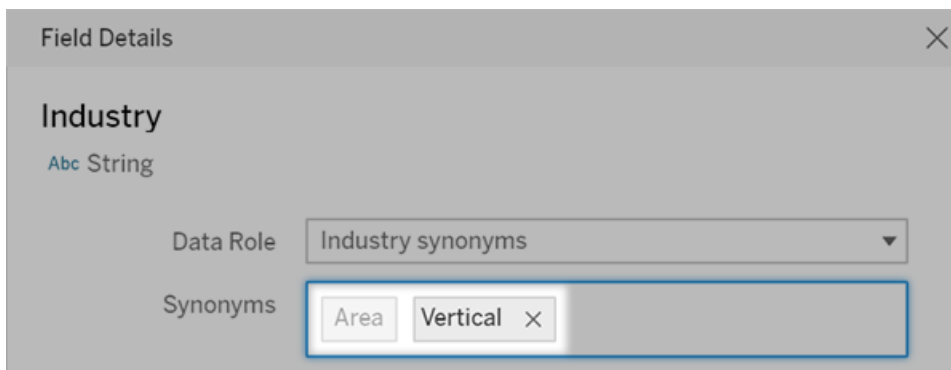 Field Details
Industry
Abc String
Data Role Industry synonyms
Synonyms Area Vertical